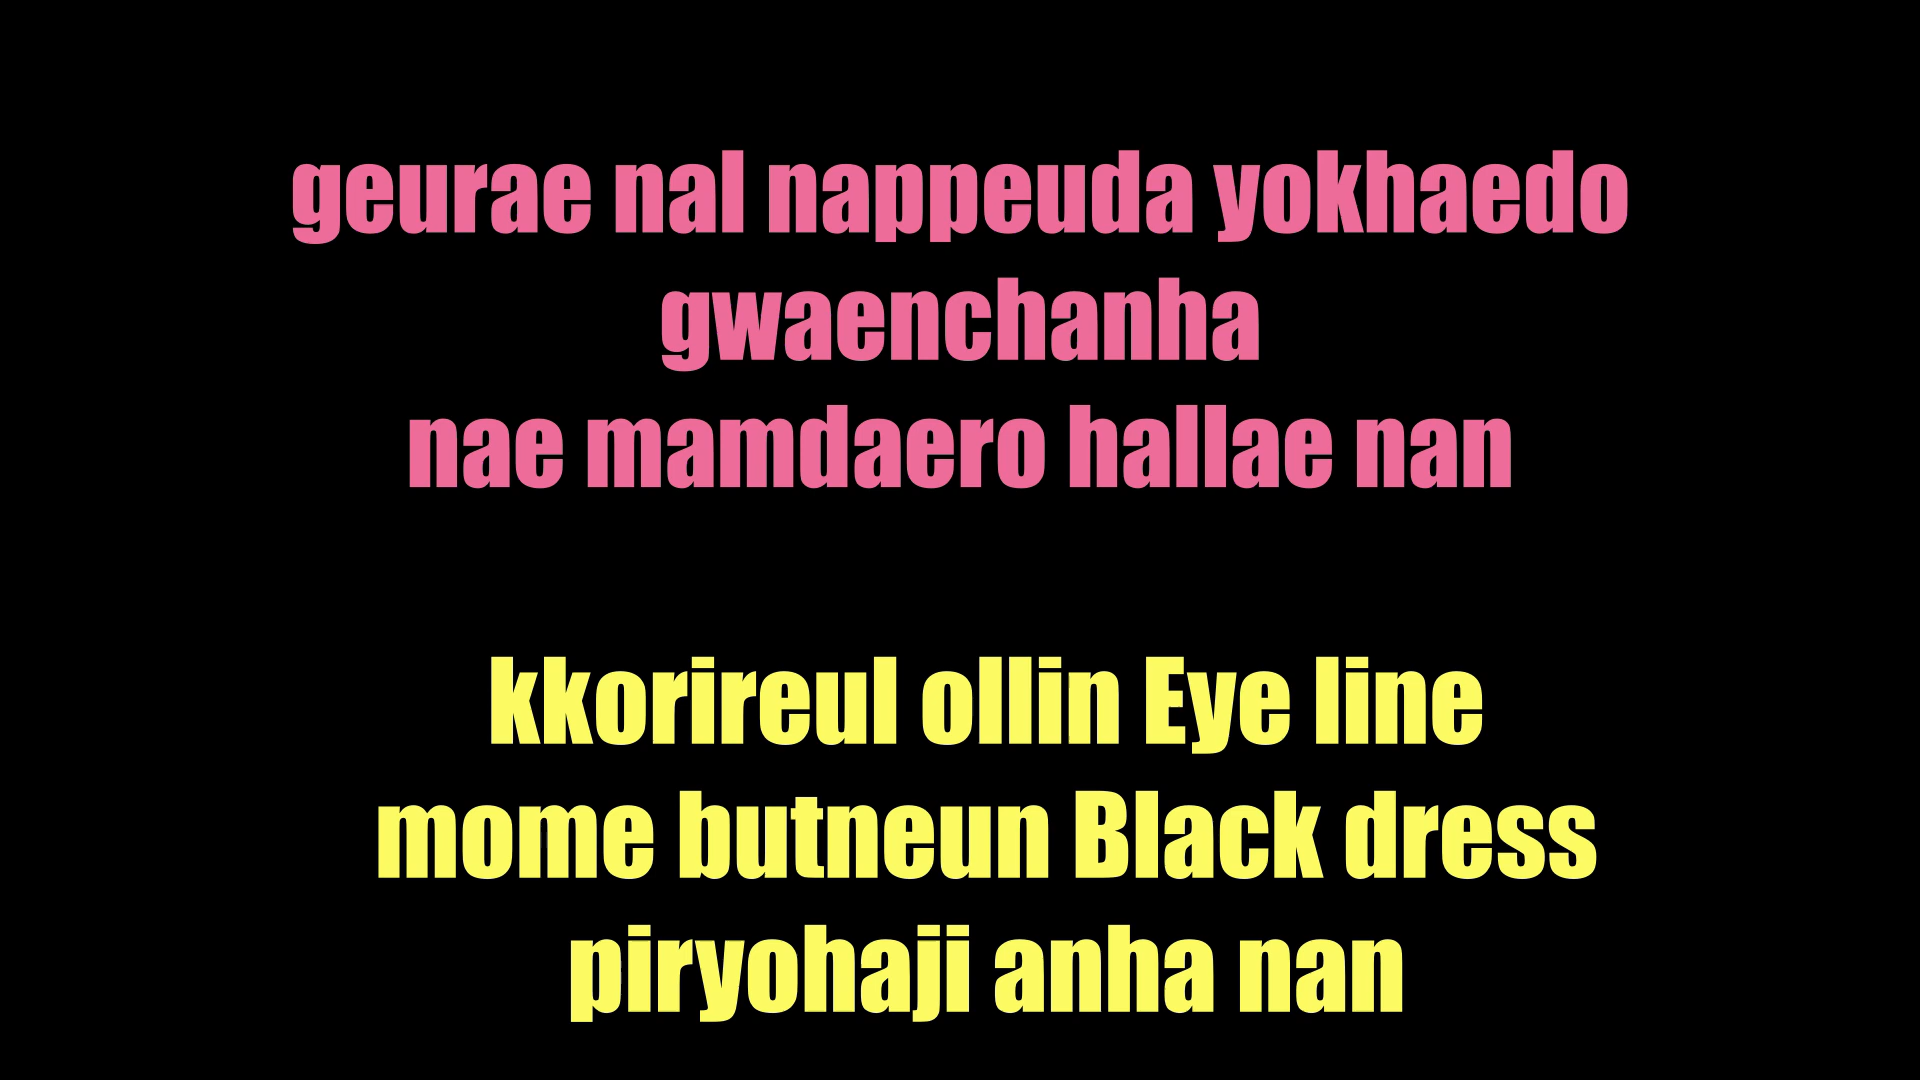 geurae nal nappeuda yokhaedo
gwaenchanha
nae mamdaero hallae nan
kkorireul ollin Eye line
mome butneun Black dress
piryohaji anha nan